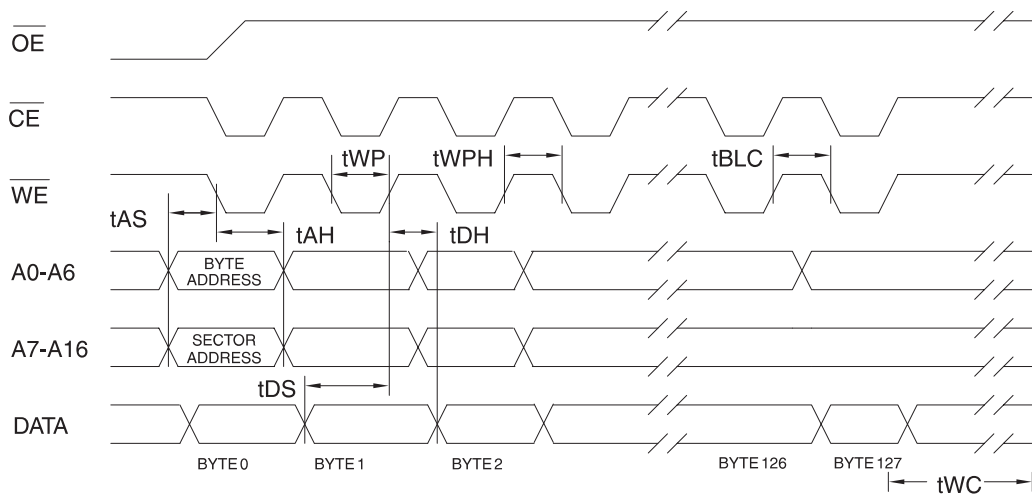 OE
CE
tWP tWPH tBLC
WE
tAS
tAH tDH
A0-A6 BYTE ADDRESS
A7-A16 SECTOR ADDRESS
tDS
DATA
BYTE 0 BYTE 1 BYTE 2 BYTE 126 BYTE 127
tWC